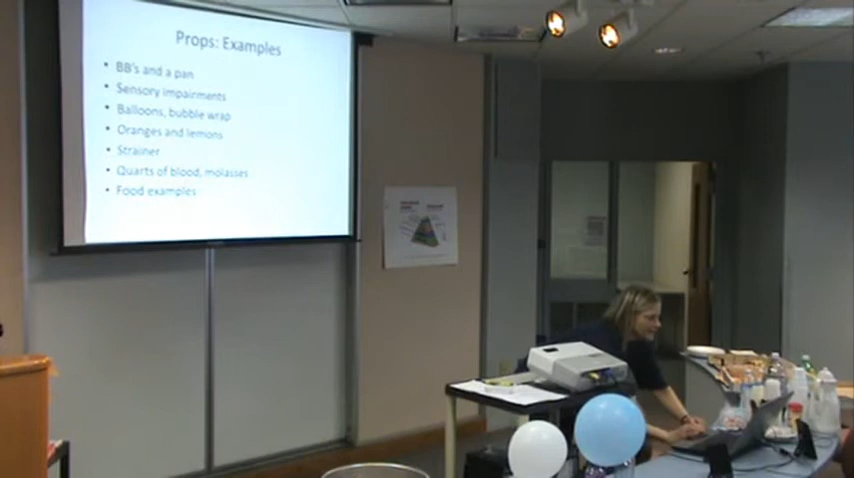 Props: Examples
• BB's and a pan
• Sensory impairments
• Balloons, bubble wrap
• Oranges and lemons
• Strainer
• Quarts of blood, molasses
• Food examples